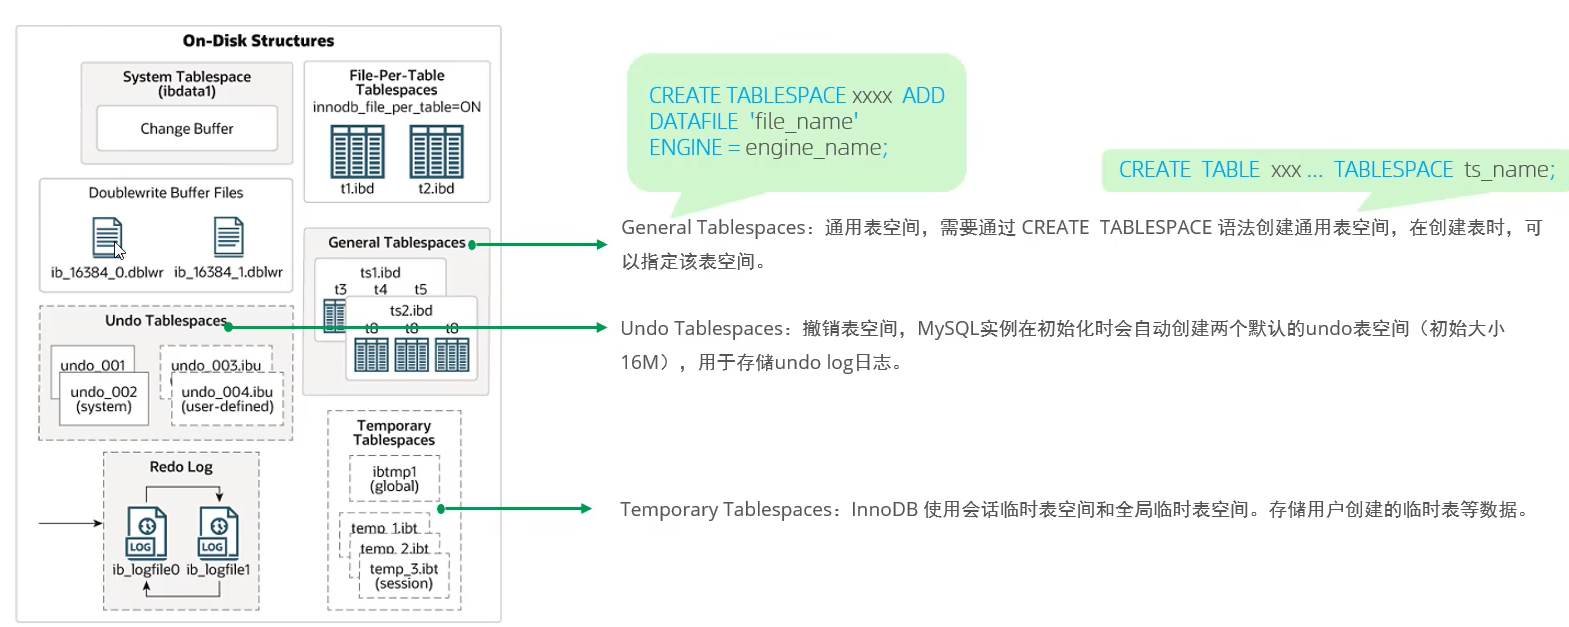 On-Disk Structures
System Tablespace
(ibdata1)
Change Buffer
File-Per-Table
Tablespaces
innodb_file_per_table=ON
t1.ibd t2.ibd
Doublewrite Buffer Files
ib_16384_0.dblwr ib_16384_1.dblwr
General Tablespaces
ts1.ibd
t3 t4 t5
ts2.ibd
t8 t8 t8
Undo Tablespaces
undo_001
undo_002
(system)
undo_003.ibu
undo_004.ibu
(user-defined)
Temporary
Tablespaces
ibtmp1
(global)
temp_1.ibt
temp_2.ibt
temp_3.ibt
(session)
Redo Log
LOG LOG
ib_logfile0 ib_logfile1
CREATE TABLESPACE xxxx ADD
DATAFILE 'file_name'
ENGINE = engine_name;
CREATE TABLE xxx ... TABLESPACE ts_name;
General Tablespaces：通用表空间，需要通过 CREATE TABLESPACE 语法创建通用表空间，在创建表时，可
以指定该表空间。
Undo Tablespaces：撤销表空间，MySQL实例在初始化时会自动创建两个默认的undo表空间（初始大小
16M），用于存储undo log日志。
Temporary Tablespaces：InnoDB 使用会话临时表空间和全局临时表空间。存储用户创建的临时表等数据。